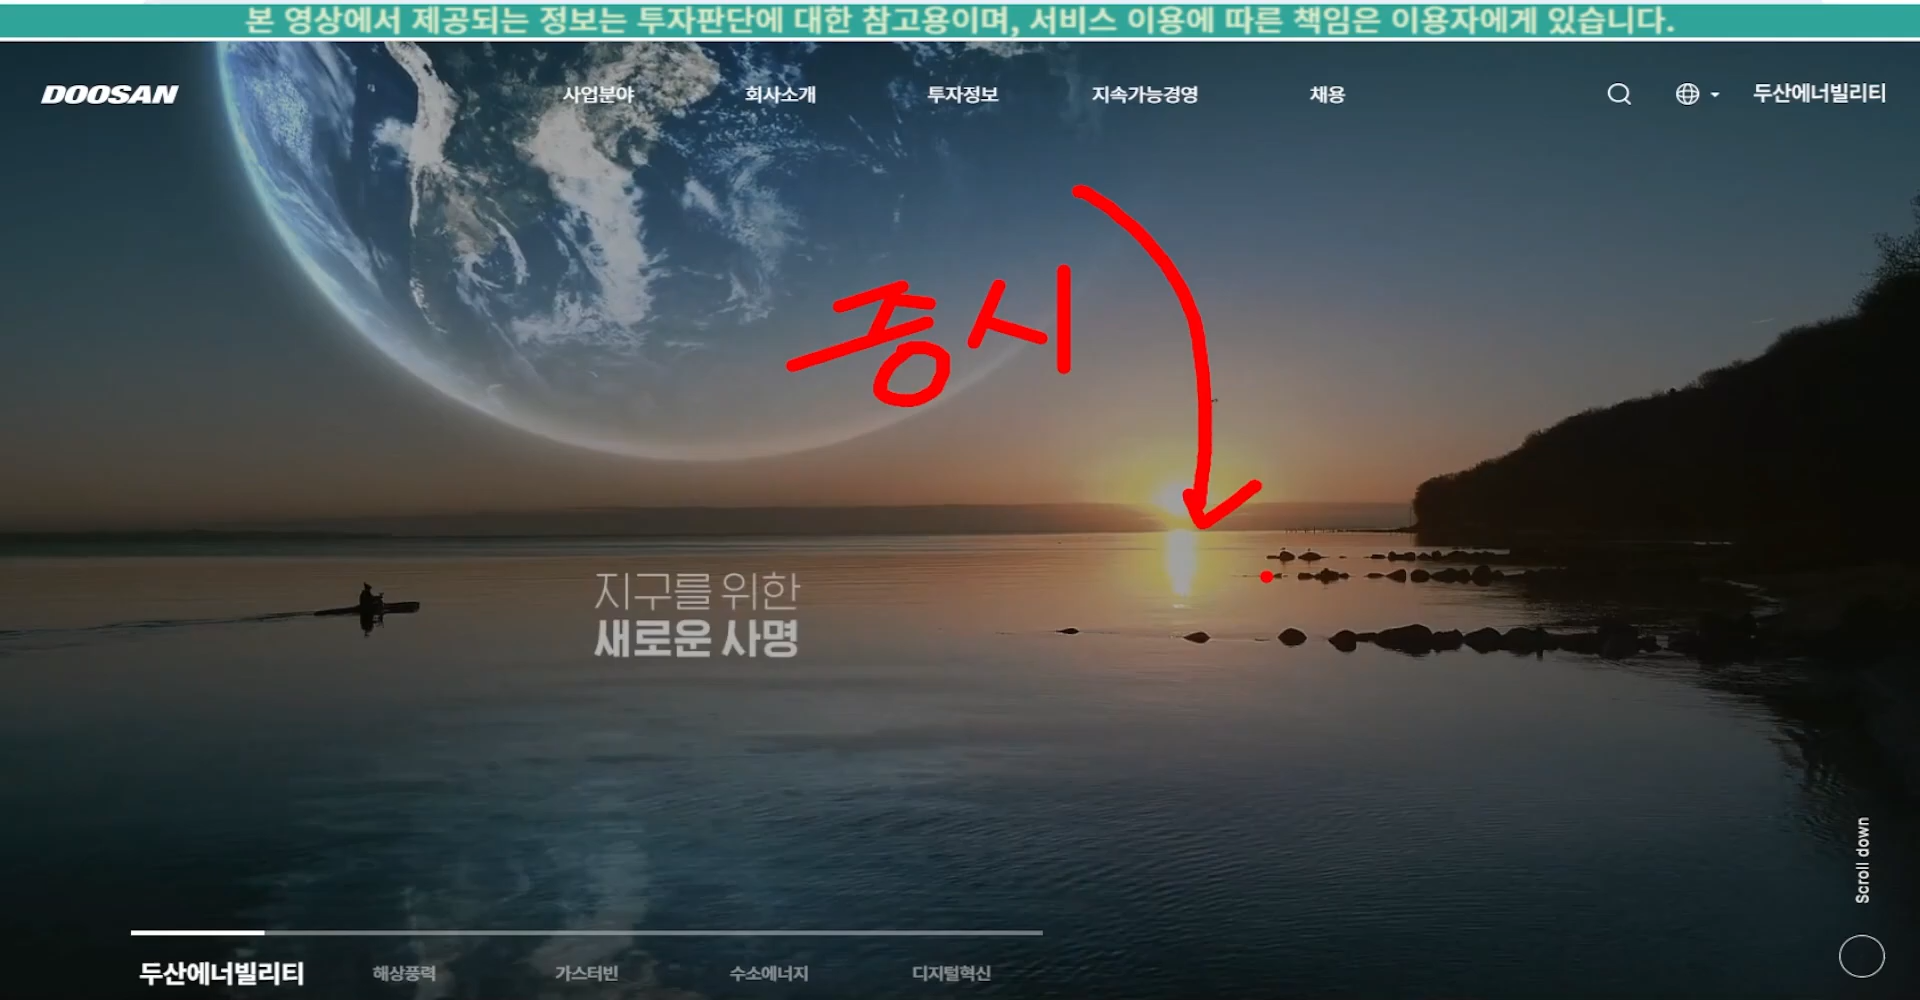 본 영상에서 제공되는 정보는 투자판단에 대한 참고용이며, 서비스 이용에 따른 책임은 이용자에게 있습니다.
DOOSAN 사업분야 회사소개 투자정보 지속가능경영 채용 두산에너빌리티
증시
지구를 위한
새로운 사명
Scroll down
두산에너빌리티 해상풍력 가스터빈 수소에너지 디지털혁신